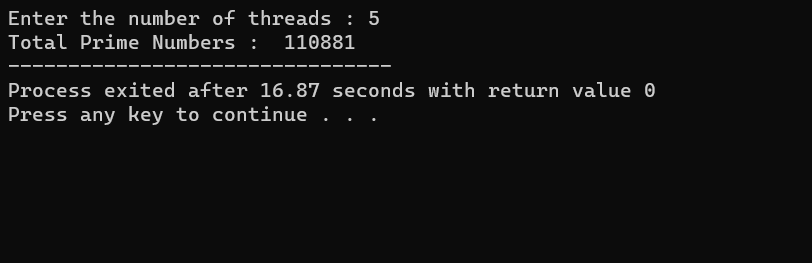 Enter the number of threads : 5
Total Prime Numbers :  110881
--------------------------------
Process exited after 16.87 seconds with return value 0
Press any key to continue . . .